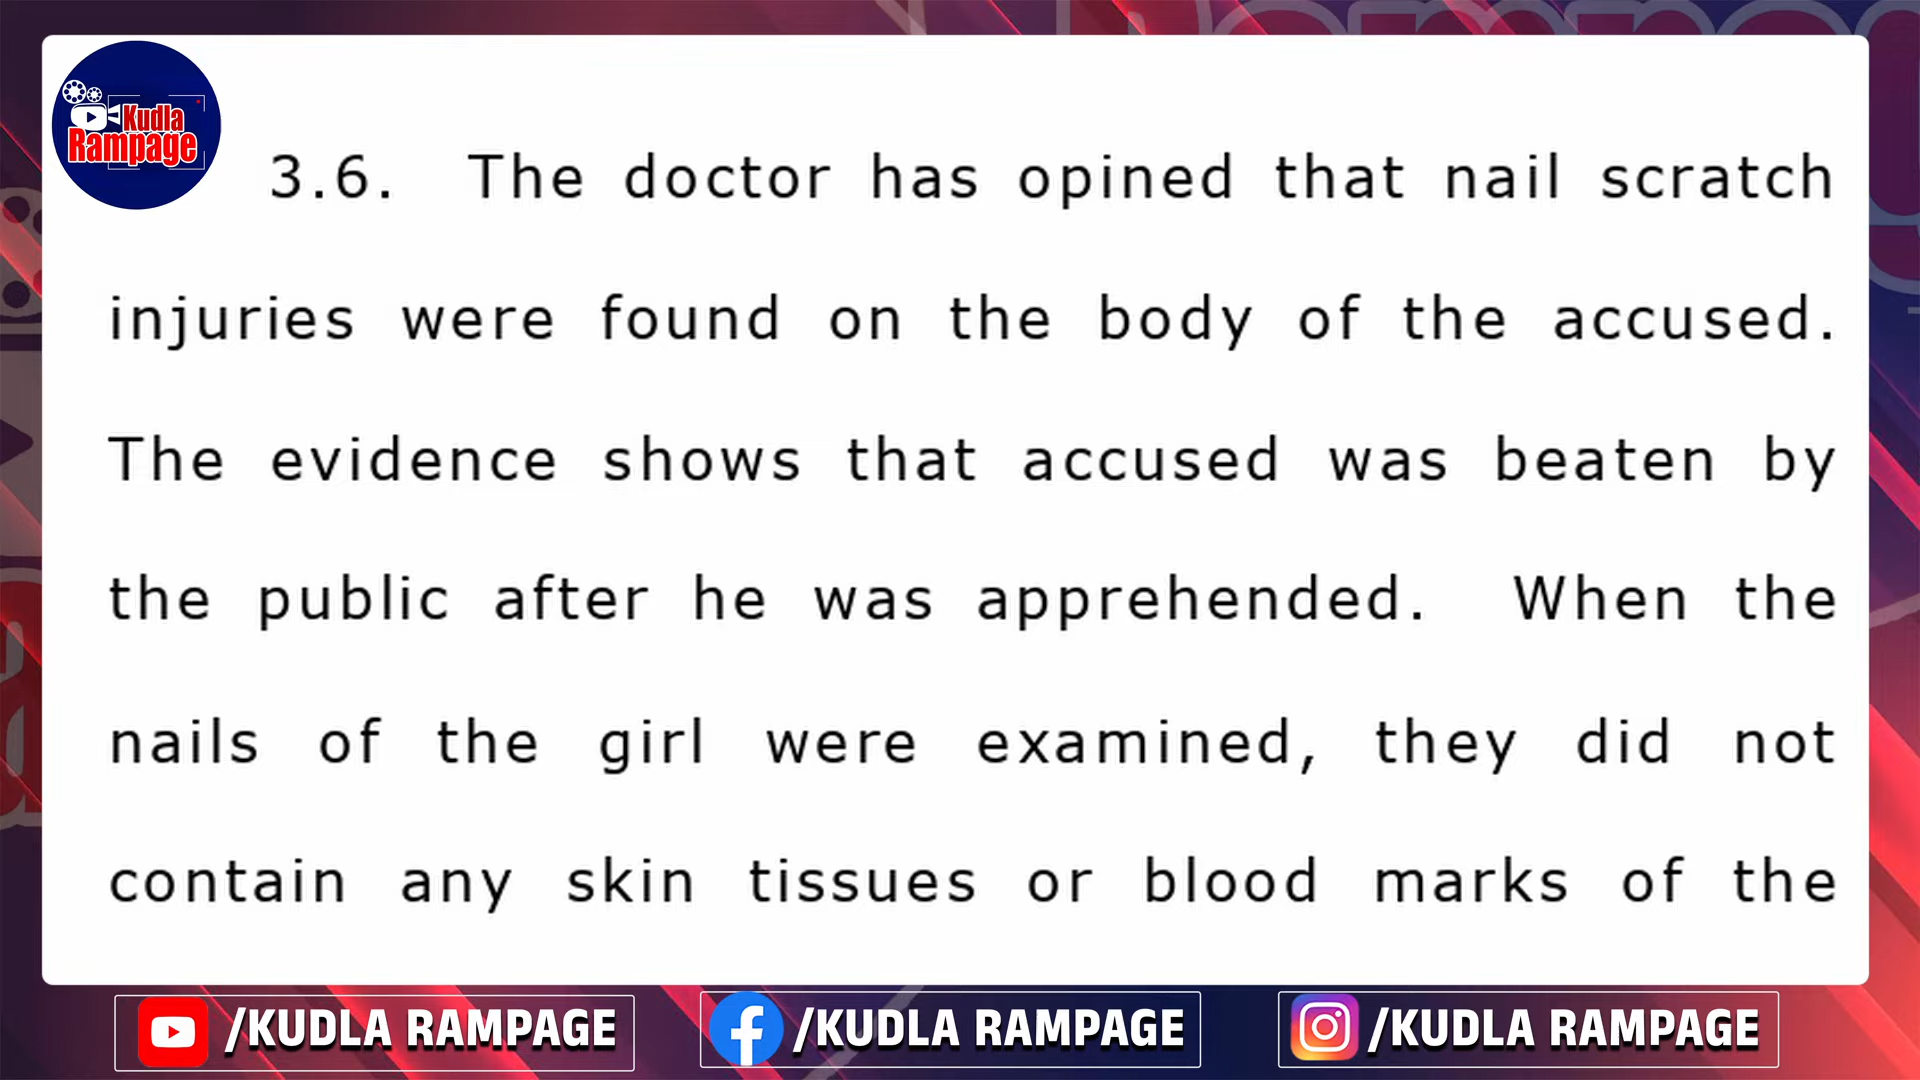 Kudla
Rampage
3.6. The doctor has opined that nail scratch
injuries were found on the body of the accused.
The evidence shows that accused was beaten by
the public after he was apprehended. When the
nails of the girl were examined, they did not
contain any skin tissues or blood marks of the
/KUDLA RAMPAGE
/KUDLA RAMPAGE
/KUDLA RAMPAGE